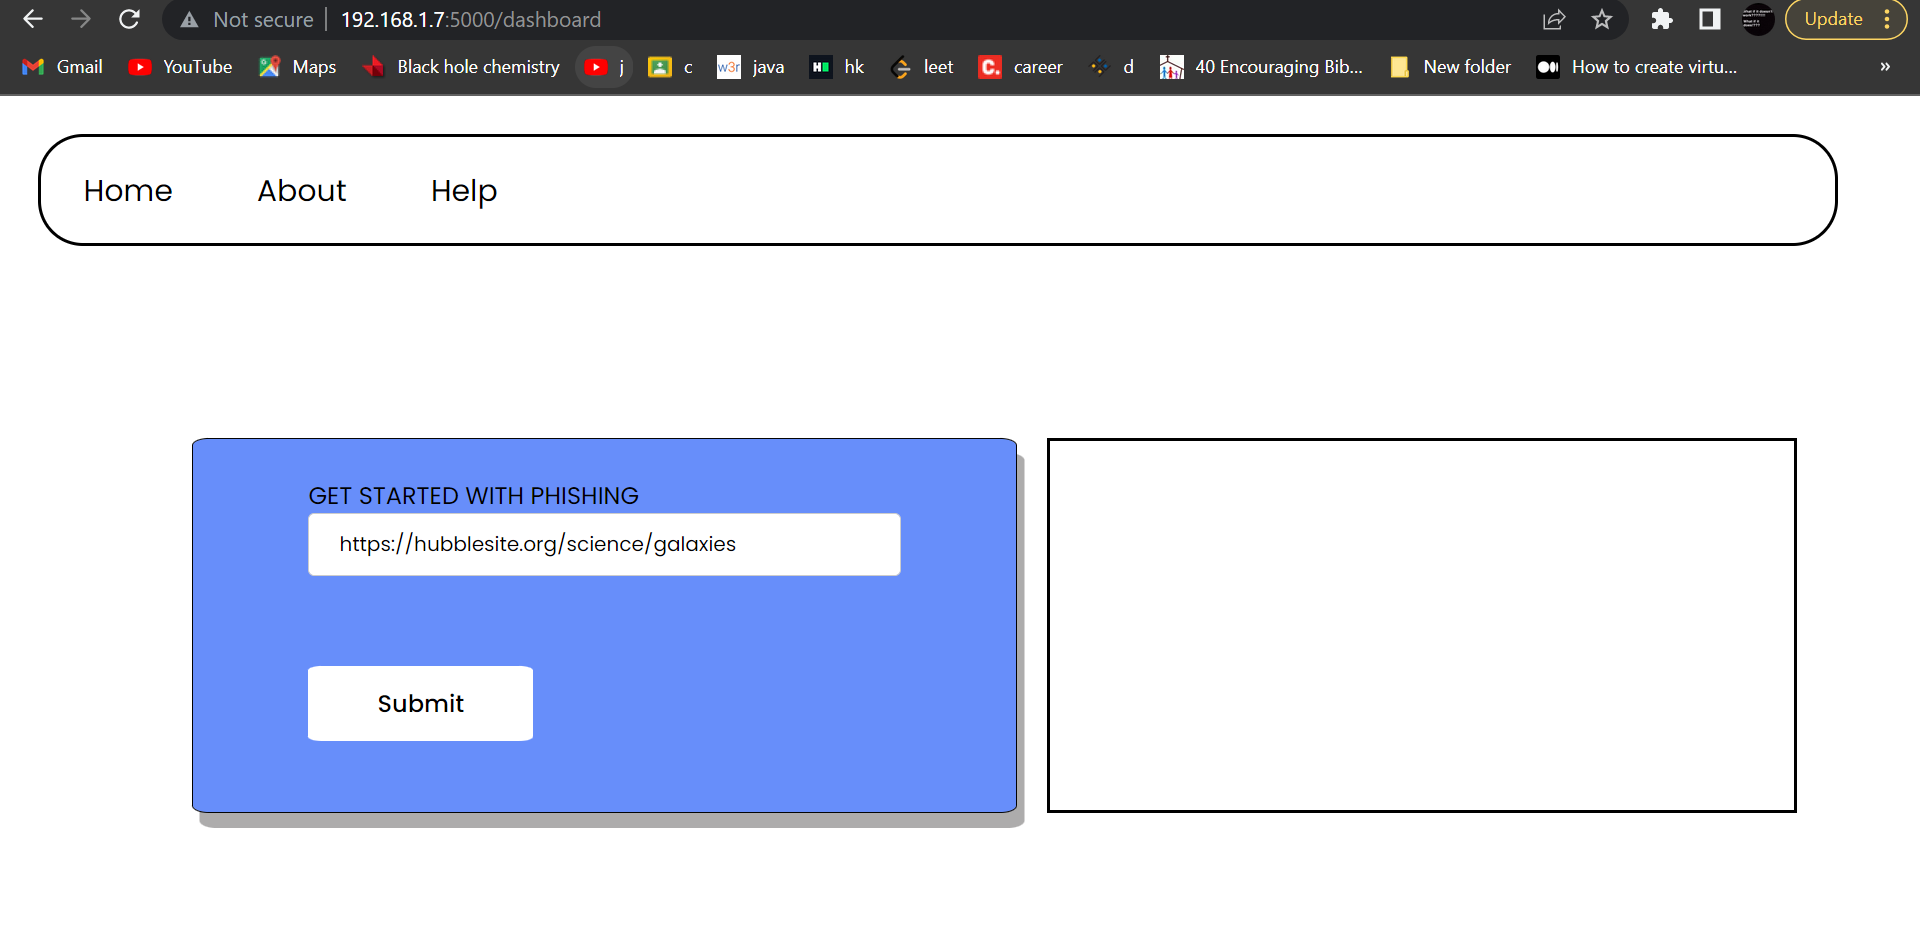 Not secure 192.168.1.7:5000/dashboard Update
Gmail YouTube Maps Black hole chemistry j c w3r java hk leet C. career d 40 Encouraging Bib... New folder How to create virtu... »
Home About Help
GET STARTED WITH PHISHING
https://hubblesite.org/science/galaxies
Submit